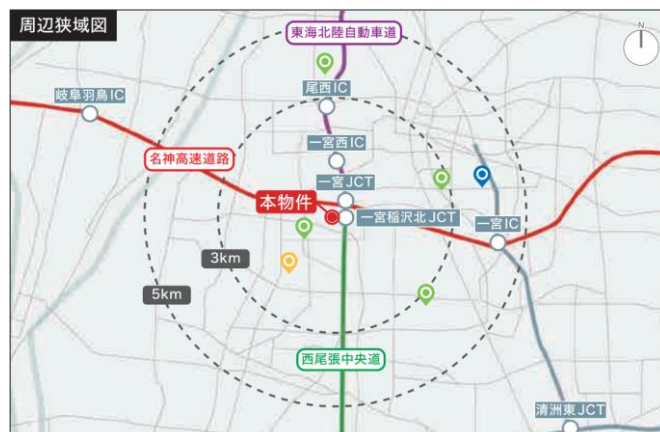 周辺狭域図
東海北陸自動車道
N
尾西IC
岐阜羽島IC
一宮西IC
名神高速道路
一宮JCT
本物件
一宮稲沢北JCT
一宮IC
3km
5km
西尾張中央道
清洲東JCT